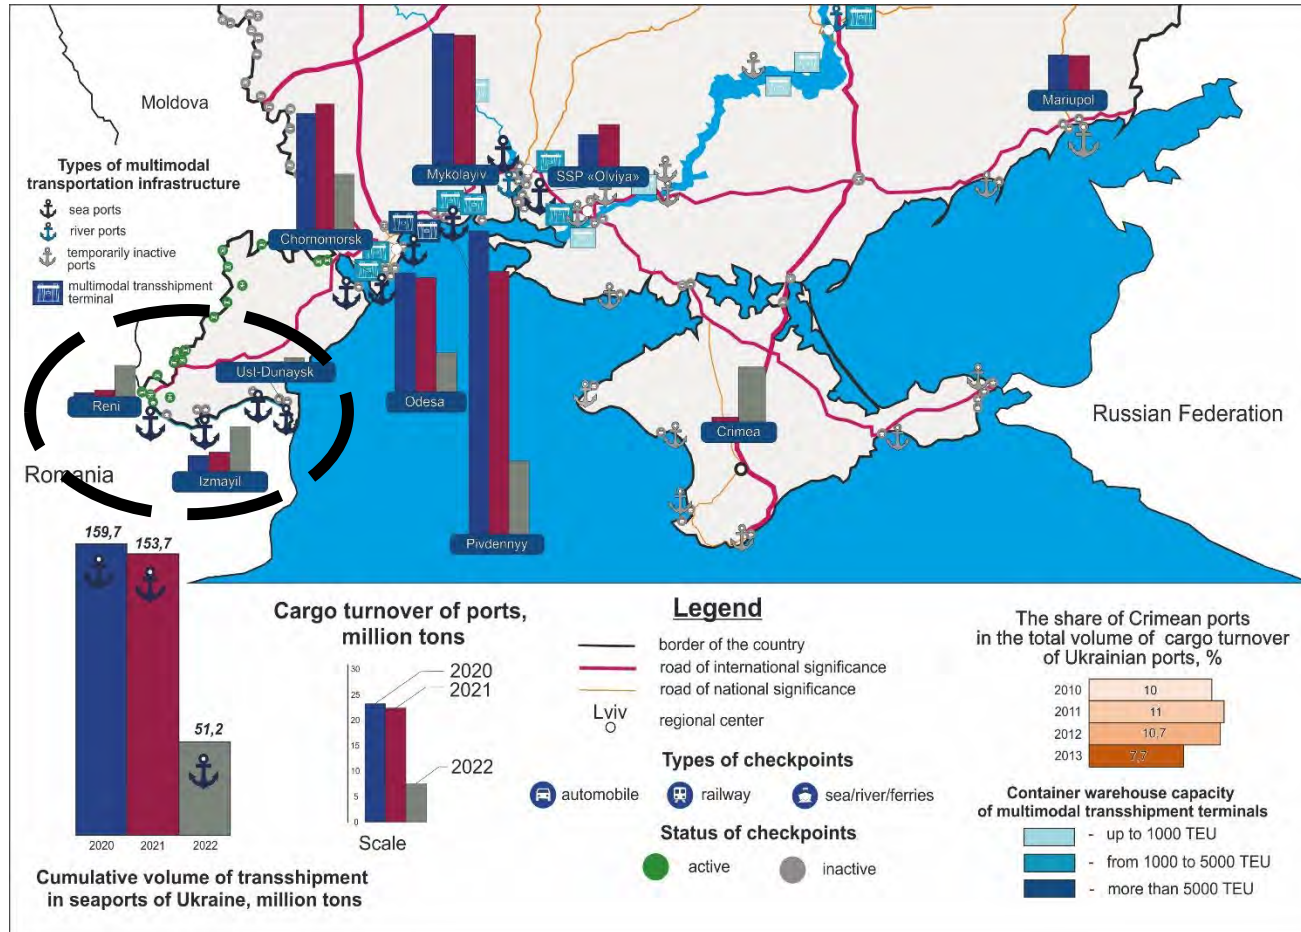 Moldova
Types of multimodal
transportation infrastructure
sea ports
river ports
temporarily inactive
ports
multimodal transshipment
terminal
Mykolayiv
SSP «Olviya»
Mariupol
Chornomorsk
Ust-Dunaysk
Reni
Odesa
Crimea
Russian Federation
Romania
Izmayil
Pivdennyy
159,7
153,7
51,2
2020
2021
2022
Cumulative volume of transshipment
in seaports of Ukraine, million tons
Cargo turnover of ports,
million tons
30
25
20
15
10
5
0
2020
2021
2022
Scale
Legend
border of the country
road of international significance
road of national significance
Lviv
regional center
Types of checkpoints
automobile
railway
sea/river/ferries
Status of checkpoints
active
inactive
The share of Crimean ports
in the total volume of cargo turnover
of Ukrainian ports, %
2010 10
2011 11
2012 10,7
2013 7,7
Container warehouse capacity
of multimodal transshipment terminals
- up to 1000 TEU
- from 1000 to 5000 TEU
- more than 5000 TEU